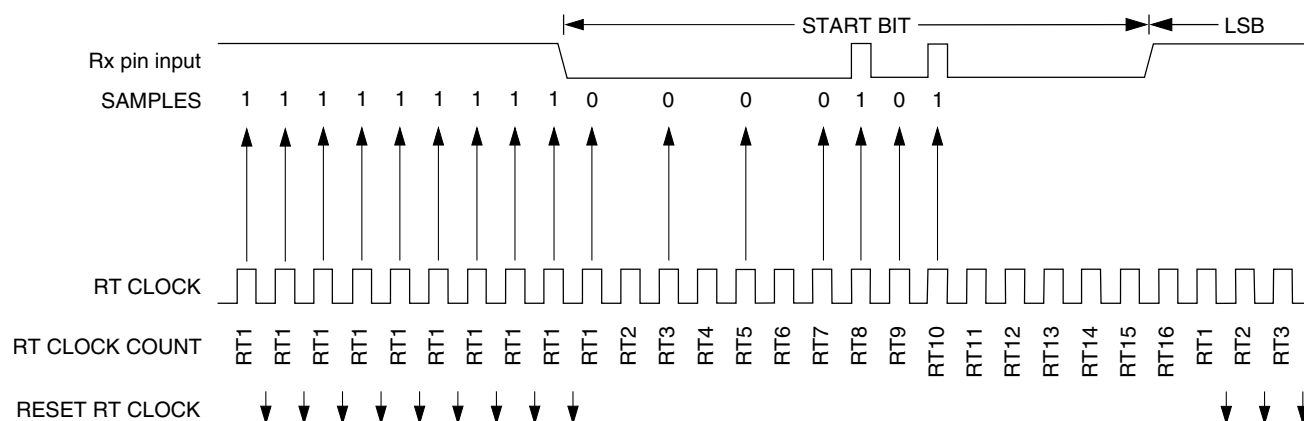 START BIT LSB
Rx pin input
SAMPLES 1 1 1 1 1 1 1 1 1 0 0 0 0 1 0 1
RT CLOCK
RT CLOCK COUNT RT1 RT1 RT1 RT1 RT1 RT1 RT1 RT1 RT1 RT1 RT2 RT3 RT4 RT5 RT6 RT7 RT8 RT9 RT10 RT11 RT12 RT13 RT14 RT15 RT16 RT1 RT2 RT3
RESET RT CLOCK